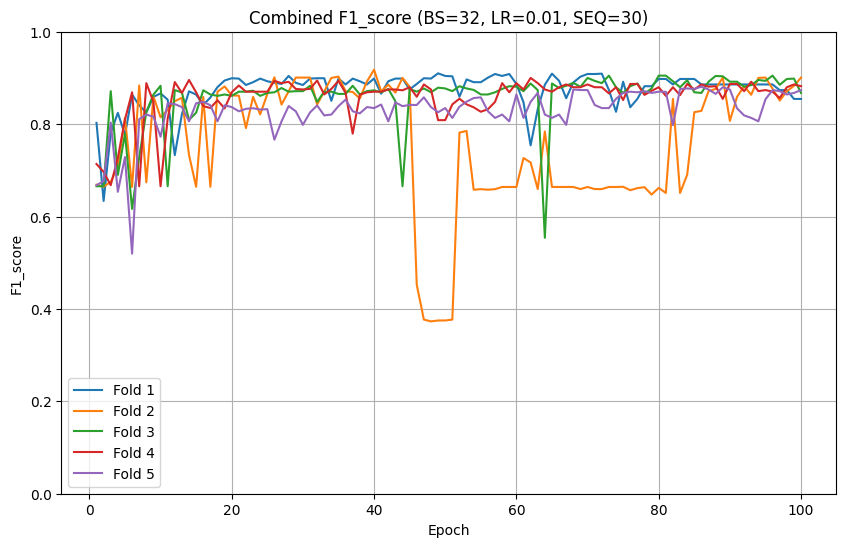 Combined F1_score (BS=32, LR=0.01, SEQ=30)
1.0
0.8
0.6
0.4
0.2
0.0
F1_score
Fold 1
Fold 2
Fold 3
Fold 4
Fold 5
0 20 40 60 80 100
Epoch